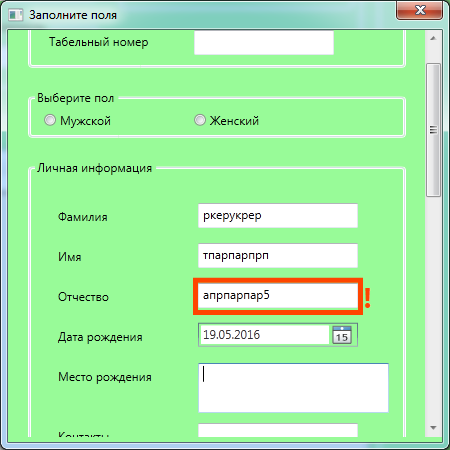 Заполните поля
Табельный номер
Выберите пол
Мужской Женский
Личная информация
Фамилия ркерукрер
Имя тпарпарпрп
Отчество апрпарпар5 !
Дата рождения 19.05.2016 15
Место рождения
Контакты